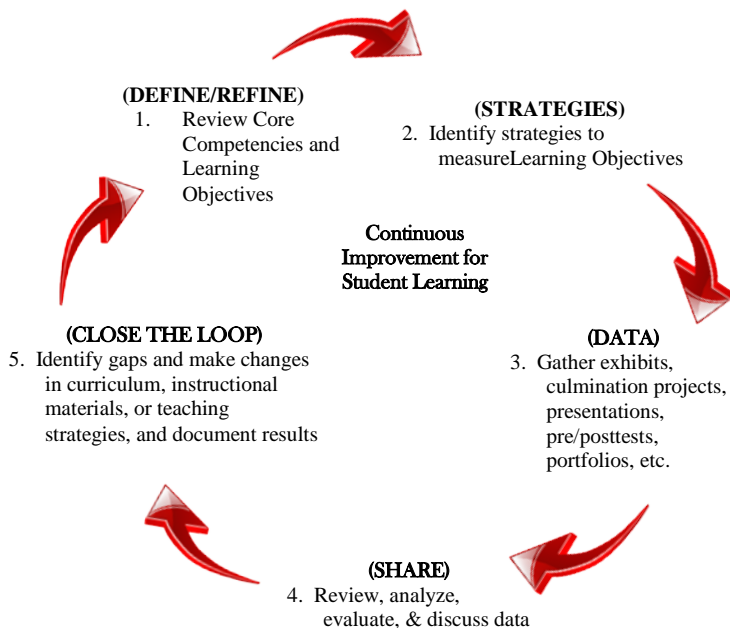 (DEFINE/REFINE)
1. Review Core
Competencies and
Learning
Objectives
(STRATEGIES)
2. Identify strategies to
measureLearning Objectives
Continuous
Improvement for
Student Learning
(DATA)
3. Gather exhibits,
culmination projects,
presentations,
pre/posttests,
portfolios, etc.
(SHARE)
4. Review, analyze,
evaluate, & discuss data
(CLOSE THE LOOP)
5. Identify gaps and make changes
in curriculum, instructional
materials, or teaching
strategies, and document results